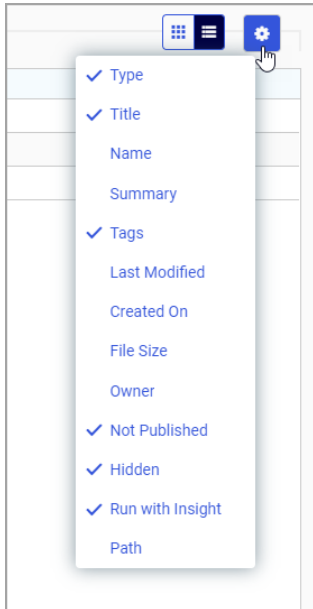 Type
Title
Name
Summary
Tags
Last Modified
Created On
File Size
Owner
Not Published
Hidden
Run with Insight
Path